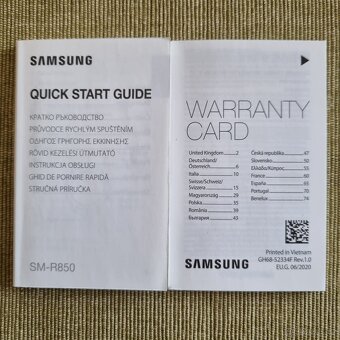 SAMSUNG
QUICK START GUIDE
КРАТКО РЪКОВОДСТВО
PRŮVODCE RYCHLÝM SPUŠTĚNÍM
ΟΔΗΓΟΣ ΓΡΗΓΟΡΗΣ ΕΚΚΙΝΗΣΗΣ
RÖVID KEZELÉSI ÚTMUTATÓ
INSTRUKCJA OBSŁUGI
GHID DE PORNIRE RAPIDĂ
STRUČNÁ PRÍRUČKA
SM-R850
WARRANTY
CARD
United Kingdom 2
Deutschland/
Österreich 6
Italia 10
Suisse/Schweiz/
Svizzera 15
Magyarország 29
Polska 35
România 39
България 43
Česká republika 47
Slovensko 50
Ελλάδα/Κύπρος 55
France 60
España 65
Portugal 70
Benelux 74
SAMSUNG
Printed in Vietnam
GH68-52334F Rev.1.0
EU.G. 06/2020